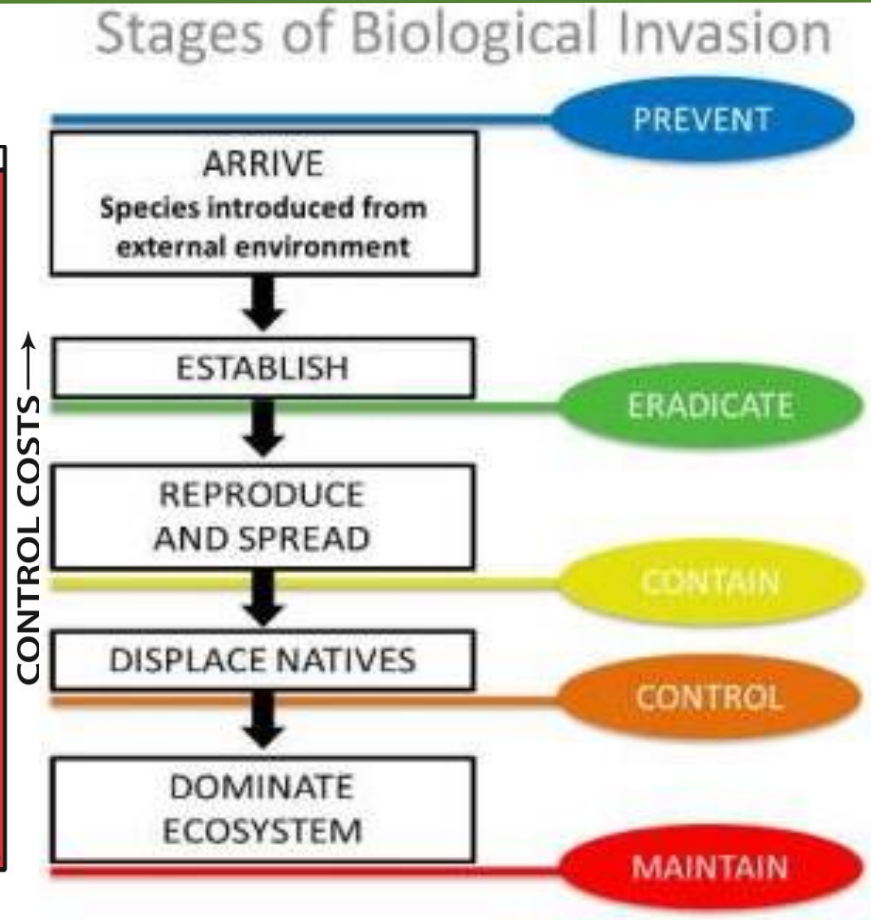 Stages of Biological Invasion
PREVENT
ARRIVE
Species introduced from
external environment
ESTABLISH
ERADICATE
REPRODUCE
AND SPREAD
CONTAIN
DISPLACE NATIVES
CONTROL
DOMINATE
ECOSYSTEM
MAINTAIN
CONTROL COSTS →